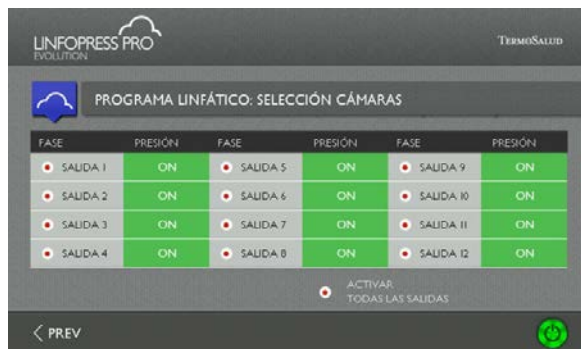 LINFOPRESS PRO
EVOLUTION
TERMOSALUD
PROGRAMA LINFÁTICO: SELECCIÓN CÁMARAS
FASE PRESIÓN FASE PRESIÓN FASE PRESIÓN
SALIDA 1 ON SALIDA 5 ON SALIDA 9 ON
SALIDA 2 ON SALIDA 6 ON SALIDA 10 ON
SALIDA 3 ON SALIDA 7 ON SALIDA 11 ON
SALIDA 4 ON SALIDA 8 ON SALIDA 12 ON
ACTIVAR
TODAS LAS SALIDAS
< PREV